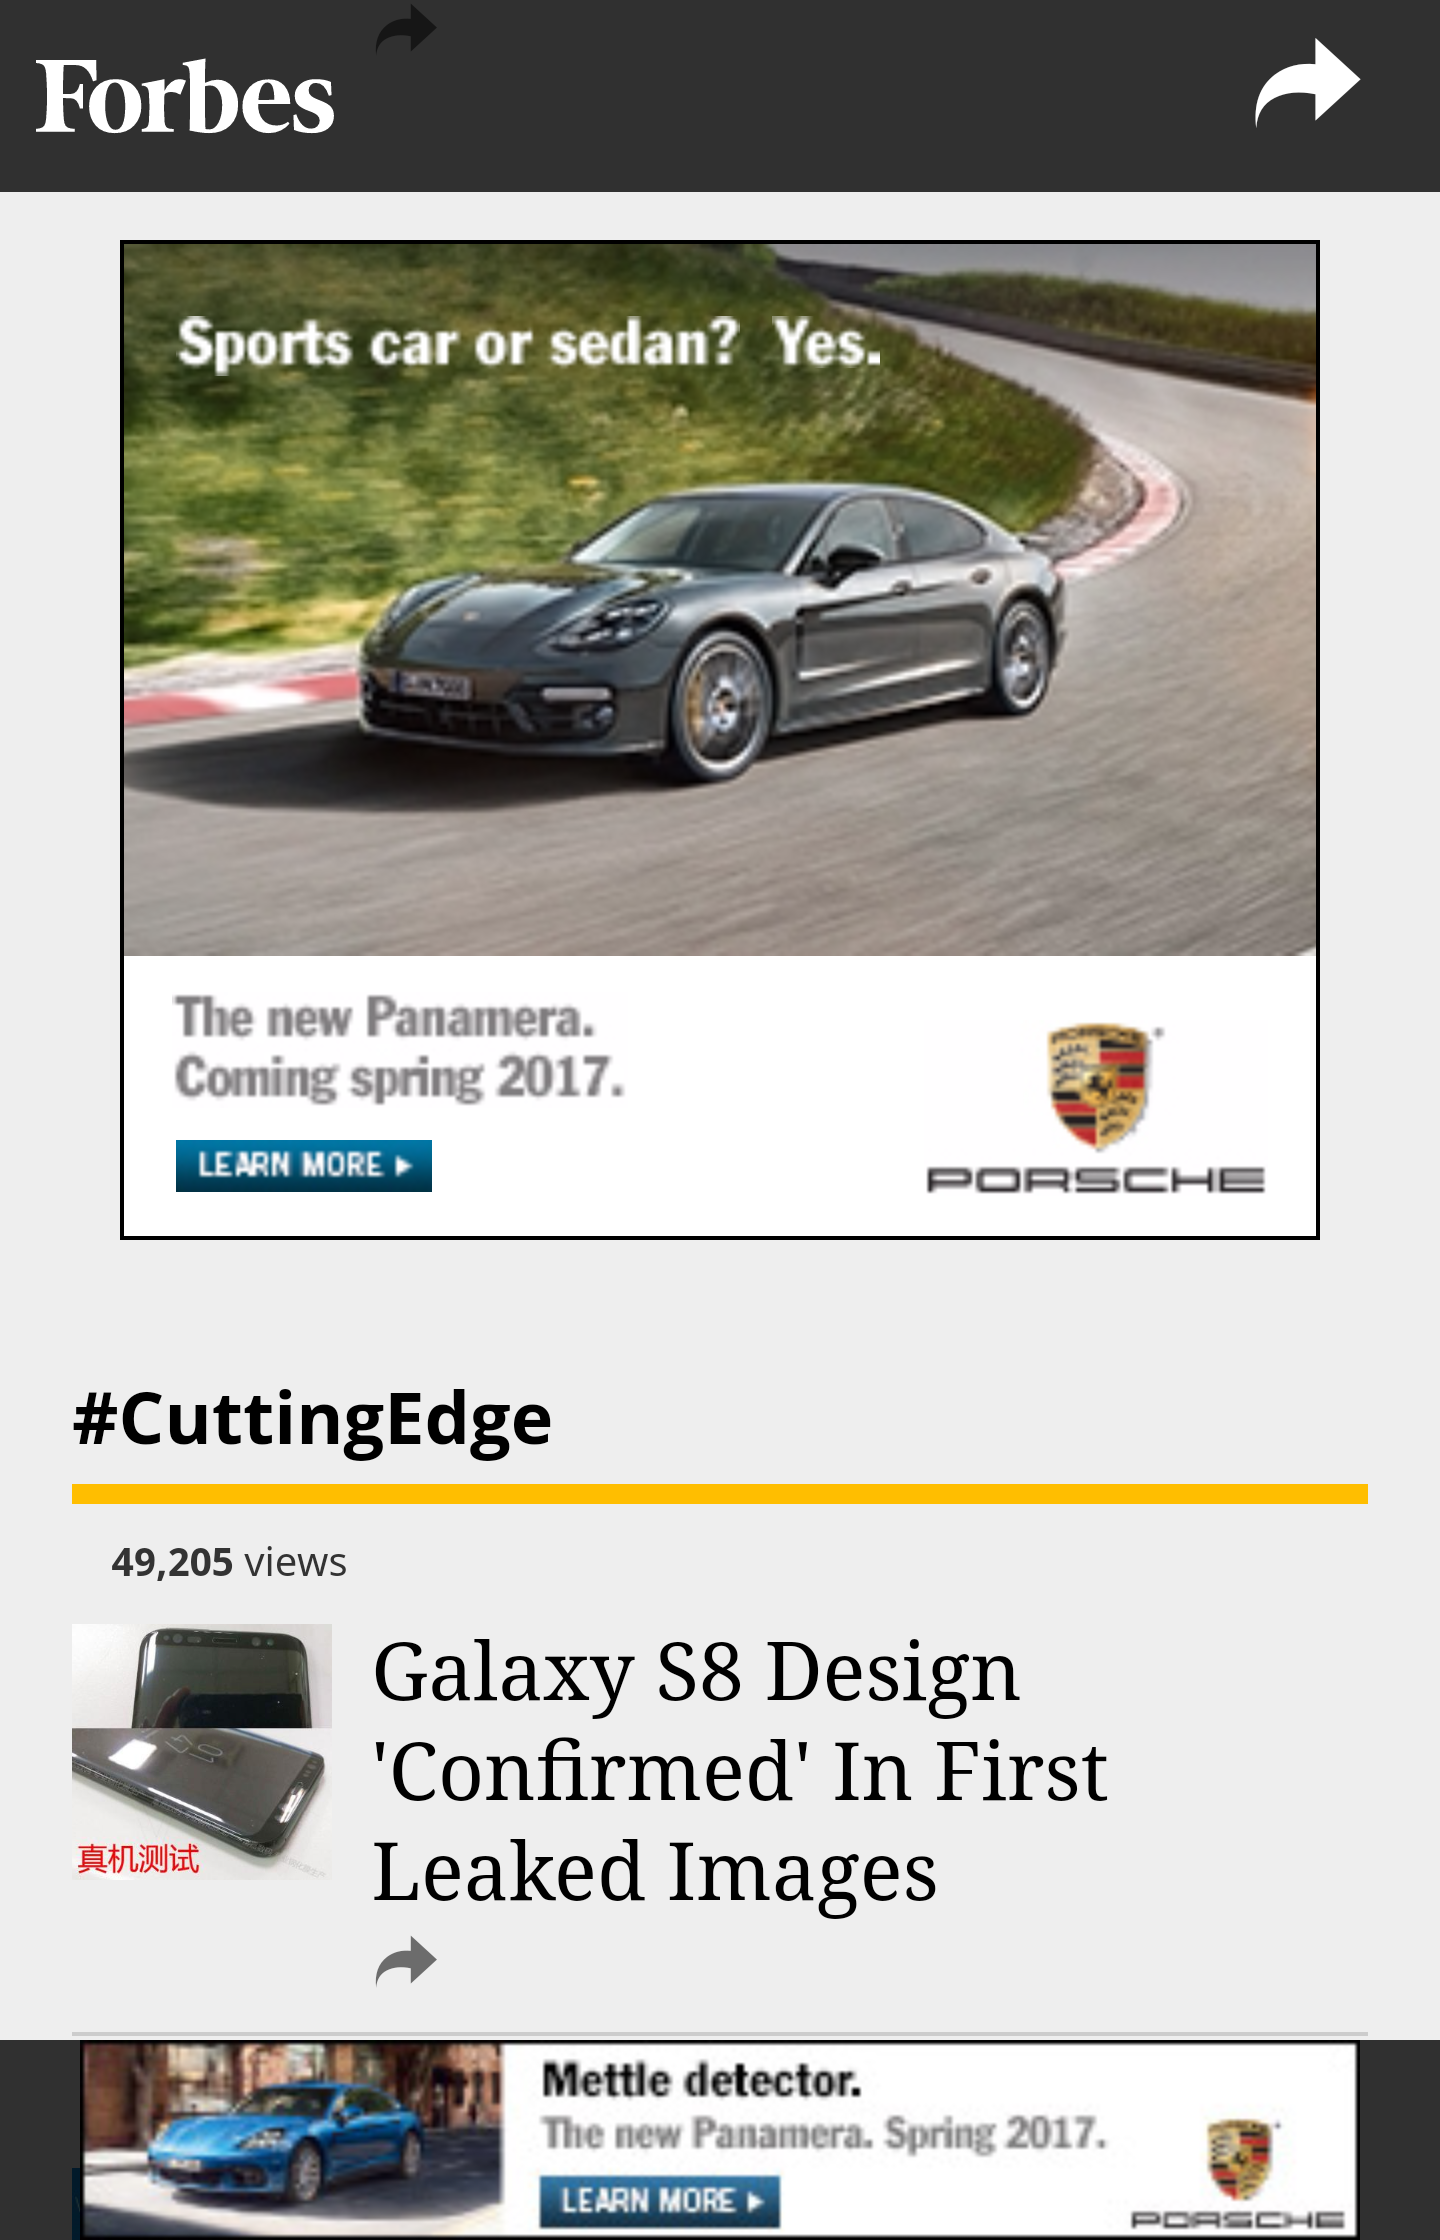 Forbes
Sports car or sedan? Yes.
The new Panamera.
Coming spring 2017.
LEARN MORE
PORSCHE
PORSCHE
#CuttingEdge
49,205 views
Galaxy S8 Design
'Confirmed' In First
Leaked Images
真机测试
Mettle detector.
The new Panamera. Spring 2017.
LEARN MORE
PORSCHE